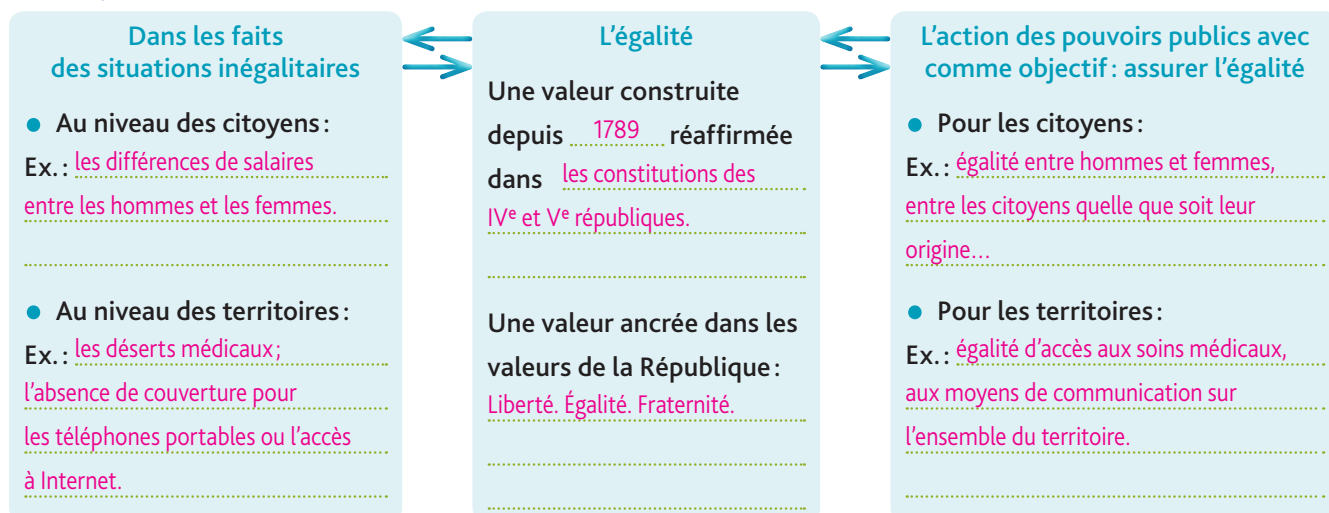 Dans les faits
des situations inégalitaires
● Au niveau des citoyens :
Ex. : les différences de salaires
entre les hommes et les femmes.
● Au niveau des territoires :
Ex. : les déserts médicaux ;
l'absence de couverture pour
les téléphones portables ou l'accès
à Internet.
L'égalité
Une valeur construite
depuis 1789 réaffirmée
dans les constitutions des
IVe et Ve républiques.
Une valeur ancrée dans les
valeurs de la République :
Liberté. Égalité. Fraternité.
L'action des pouvoirs publics avec
comme objectif : assurer l'égalité
● Pour les citoyens :
Ex. : égalité entre hommes et femmes,
entre les citoyens quelle que soit leur
origine…
● Pour les territoires :
Ex. : égalité d'accès aux soins médicaux,
aux moyens de communication sur
l'ensemble du territoire.